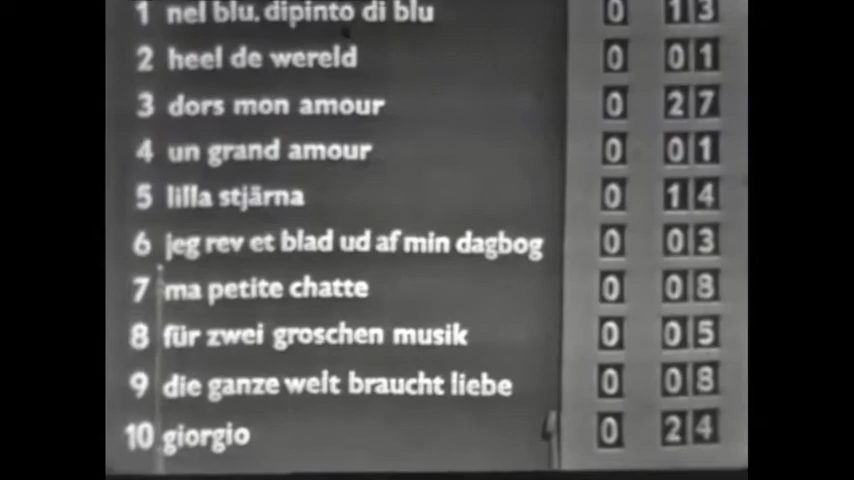 1 nel blu, dipinto di blu 0 13
2 heel de wereld 0 01
3 dors mon amour 0 27
4 un grand amour 0 01
5 lilla stjärna 0 14
6 jeg rev et blad ud af min dagbog 0 03
7 ma petite chatte 0 08
8 für zwei groschen musik 0 05
9 die ganze welt braucht liebe 0 08
10 giorgio 0 24